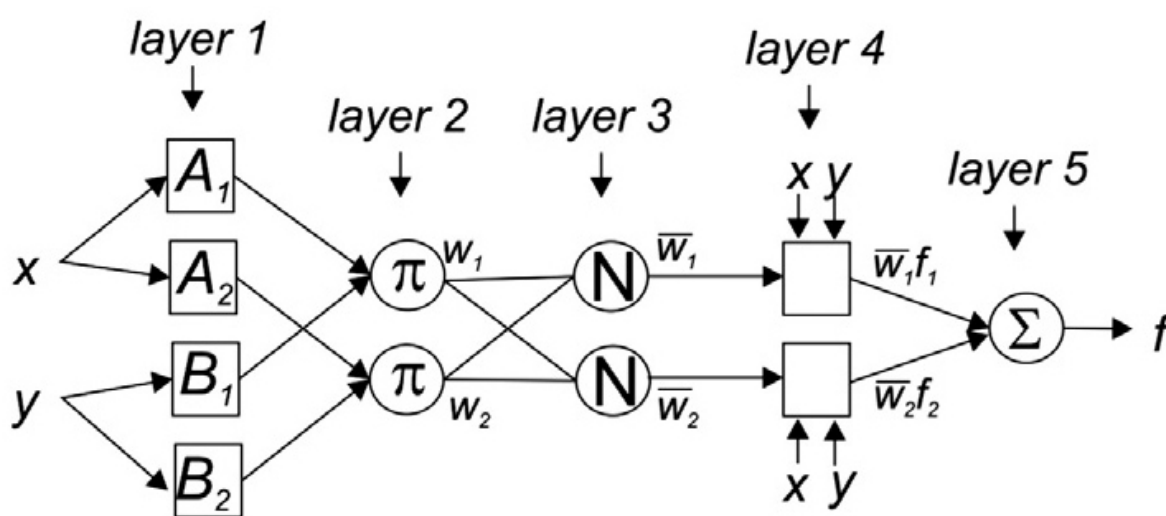 layer 1
layer 2
layer 3
layer 4
layer 5
x
y
A₁
A₂
B₁
B₂
π
π
w₁
w₂
N
N
w̅₁
w̅₂
x y
x y
w̅₁f₁
w̅₂f₂
Σ
f